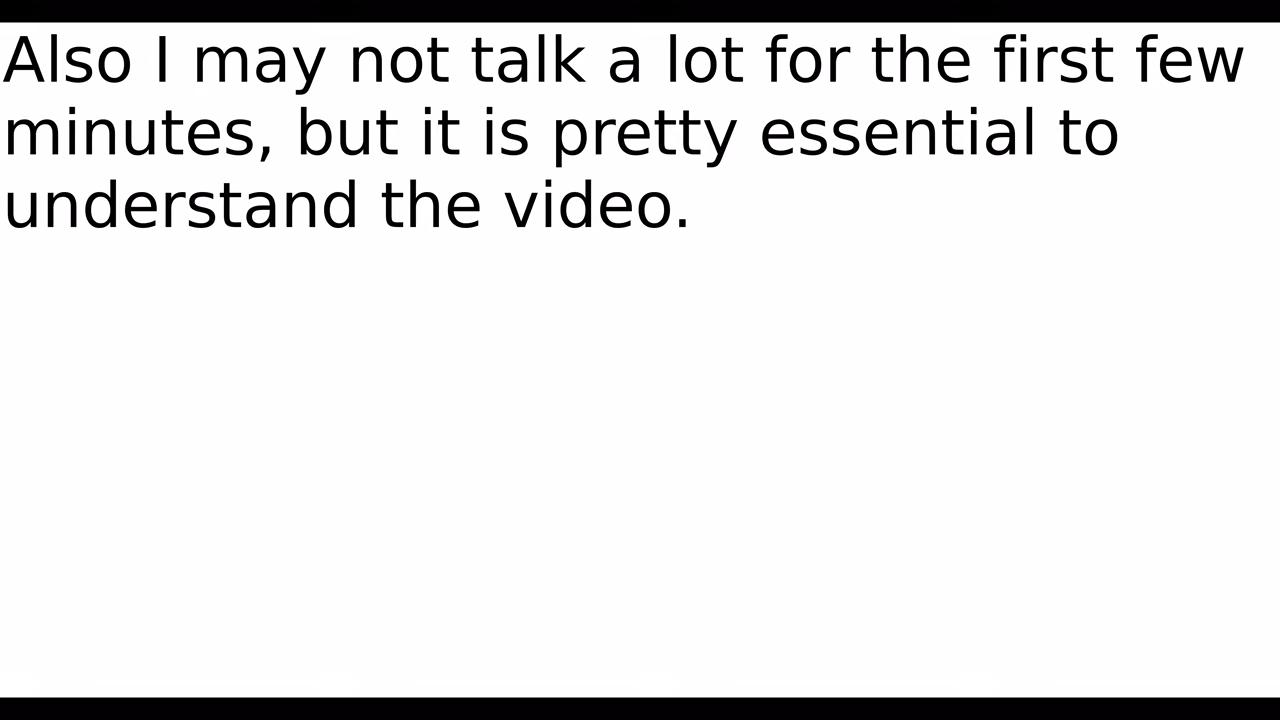 Also I may not talk a lot for the first few
minutes, but it is pretty essential to
understand the video.